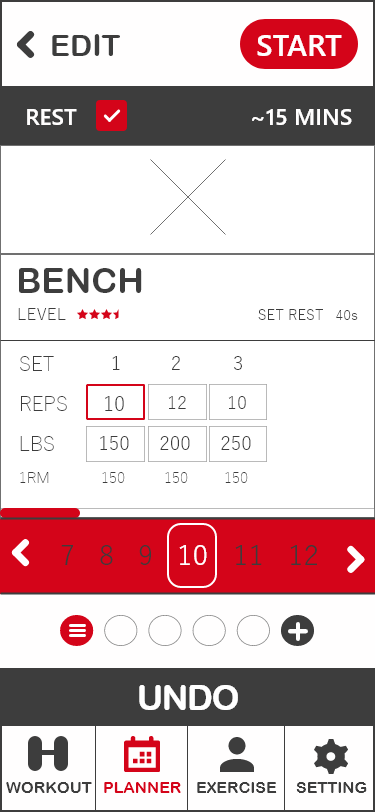 EDIT START
REST ~15 MINS
BENCH
LEVEL SET REST 40s
SET 1 2 3
REPS 10 12 10
LBS 150 200 250
1RM 150 150 150
7 8 9 10 11 12
UNDO
WORKOUT PLANNER EXERCISE SETTING